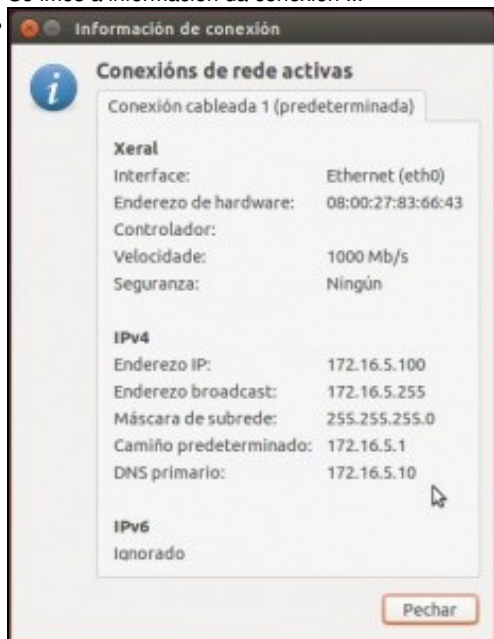 Información de conexión
Conexións de rede activas
Conexión cableada 1 (predeterminada)
Xeral
Interface: Ethernet (eth0)
Enderezo de hardware: 08:00:27:83:66:43
Controlador:
Velocidade: 1000 Mb/s
Seguranza: Ningún
IPv4
Enderezo IP: 172.16.5.100
Enderezo broadcast: 172.16.5.255
Máscara de subrede: 255.255.255.0
Camiño predeterminado: 172.16.5.1
DNS primario: 172.16.5.10
IPv6
Ignorado
Pechar